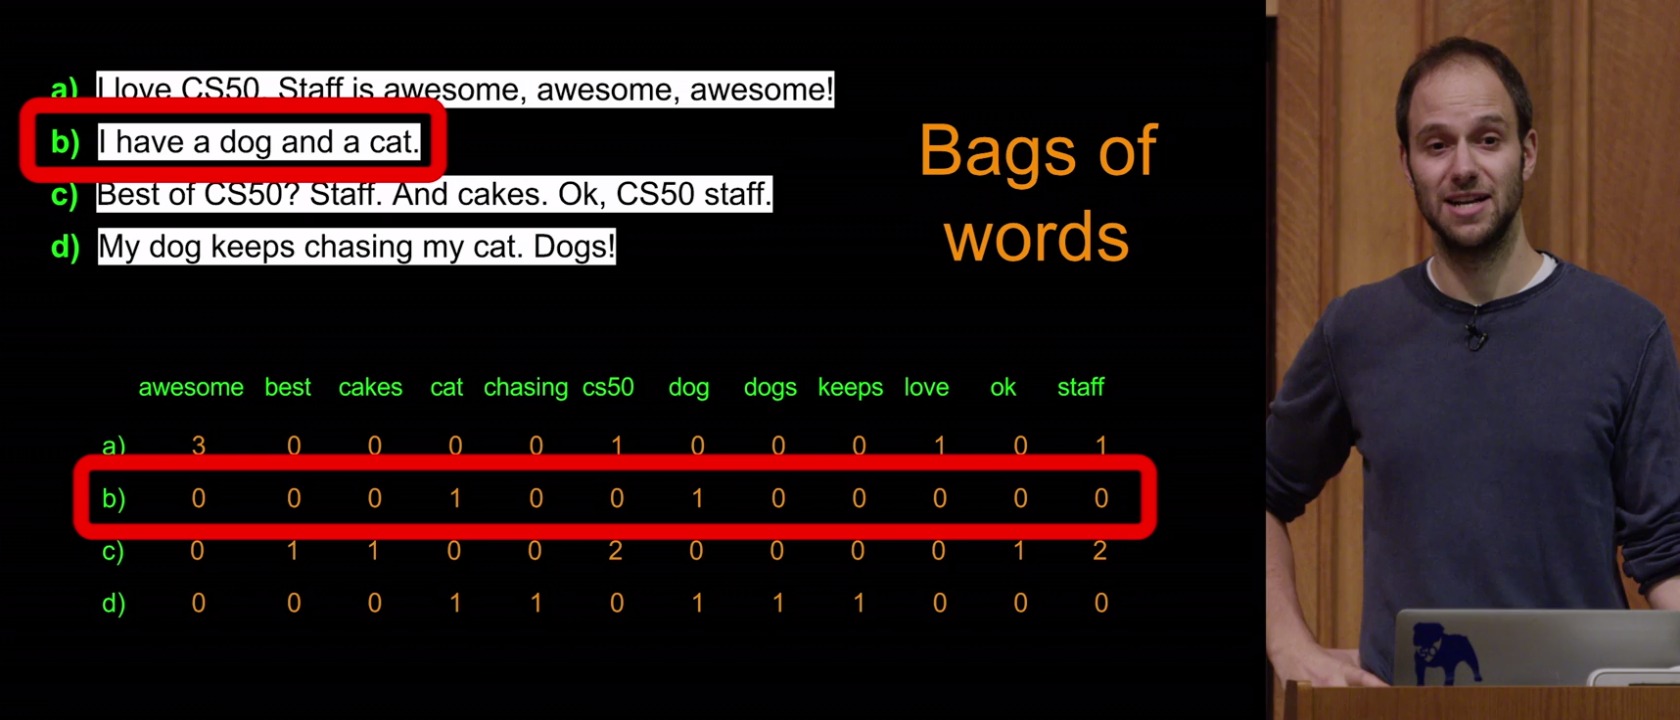 a) I love CS50. Staff is awesome, awesome, awesome!
b) I have a dog and a cat.
c) Best of CS50? Staff. And cakes. Ok, CS50 staff.
d) My dog keeps chasing my cat. Dogs!
Bags of
words
awesome best cakes cat chasing cs50 dog dogs keeps love ok staff
a) 3 0 0 0 0 1 0 0 0 1 0 1
b) 0 0 0 1 0 0 1 0 0 0 0 0
c) 0 1 1 0 0 2 0 0 0 0 1 2
d) 0 0 0 1 1 0 1 1 1 0 0 0